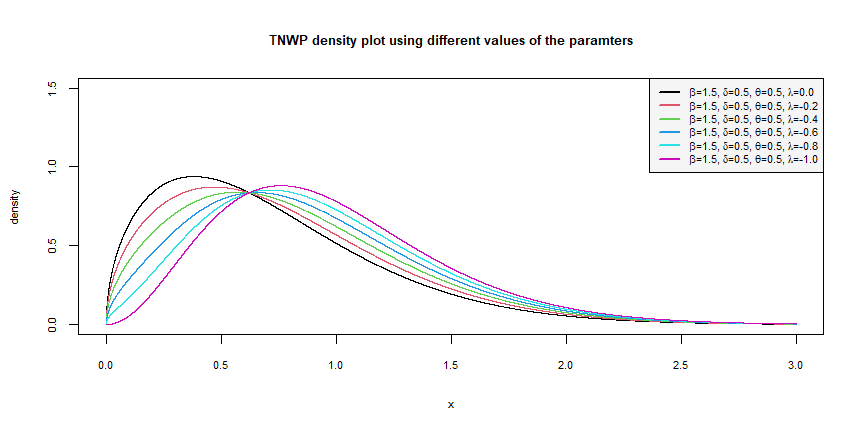 TNWP density plot using different values of the paramters
β=1.5, δ=0.5, θ=0.5, λ=0.0
β=1.5, δ=0.5, θ=0.5, λ=-0.2
β=1.5, δ=0.5, θ=0.5, λ=-0.4
β=1.5, δ=0.5, θ=0.5, λ=-0.6
β=1.5, δ=0.5, θ=0.5, λ=-0.8
β=1.5, δ=0.5, θ=0.5, λ=-1.0
density
1.5
1.0
0.5
0.0
0.0 0.5 1.0 1.5 2.0 2.5 3.0
x